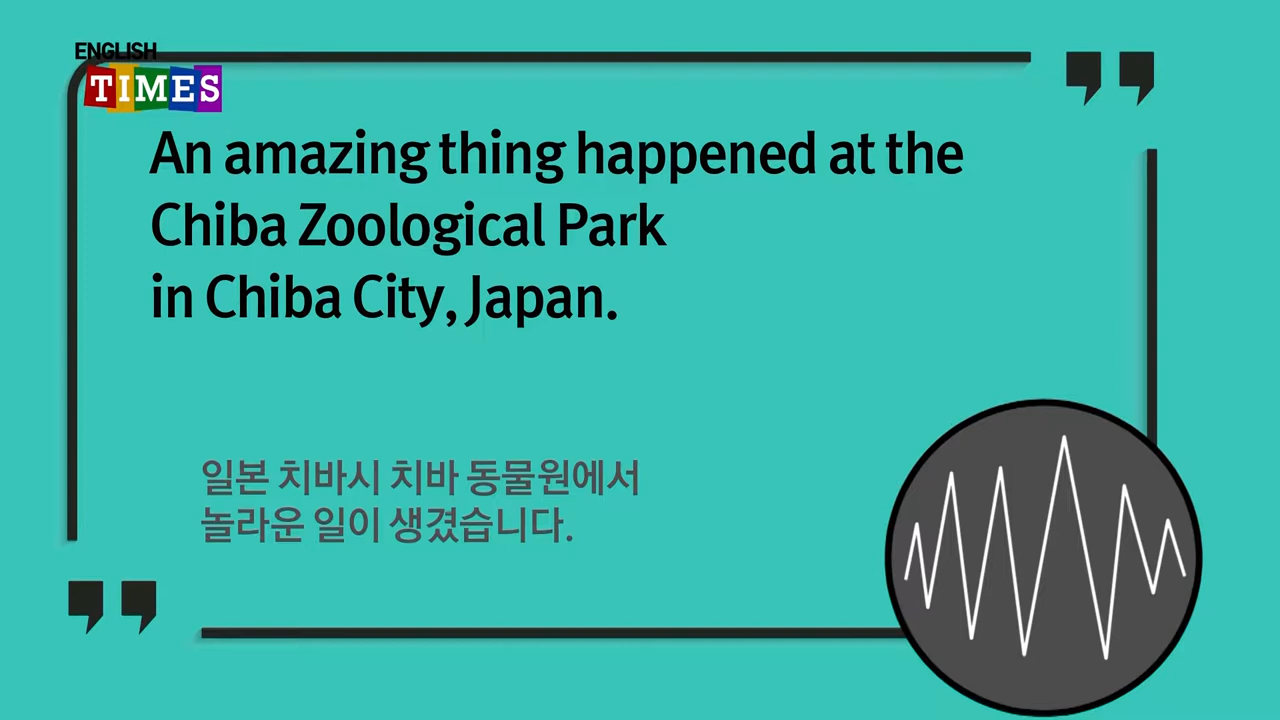 ENGLISH
TIMES
An amazing thing happened at the
Chiba Zoological Park
in Chiba City, Japan.
일본 치바시 치바 동물원에서
놀라운 일이 생겼습니다.